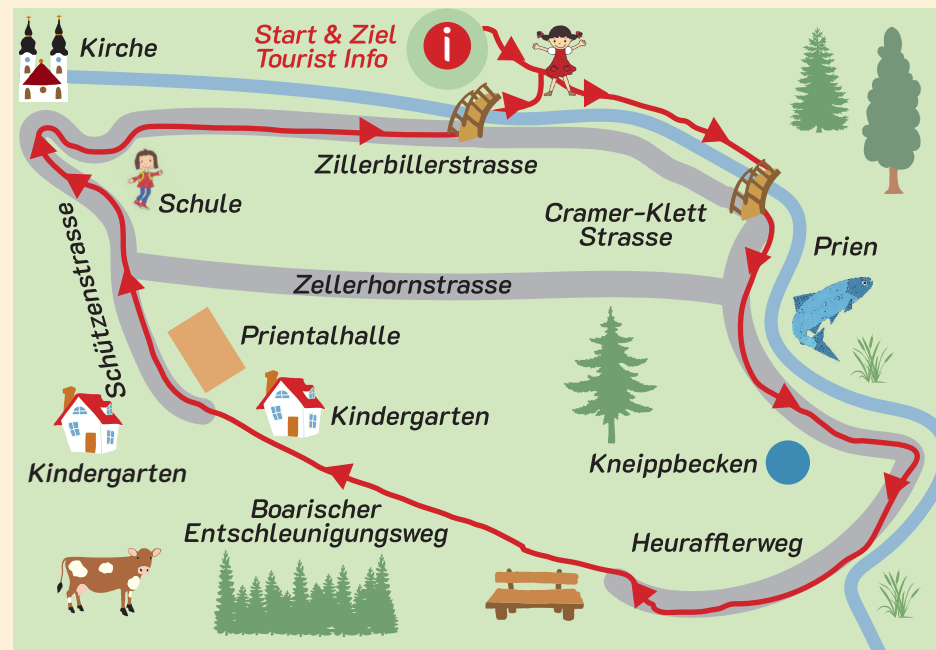 Kirche
Start & Ziel
Tourist Info
i
Zillerbillerstrasse
Schule
Cramer-Klett
Strasse
Prien
Schützenstrasse
Zellerhornstrasse
Prientalhalle
Kindergarten
Kindergarten
Kneippbecken
Boarischer
Entschleunigungsweg
Heurafflerweg